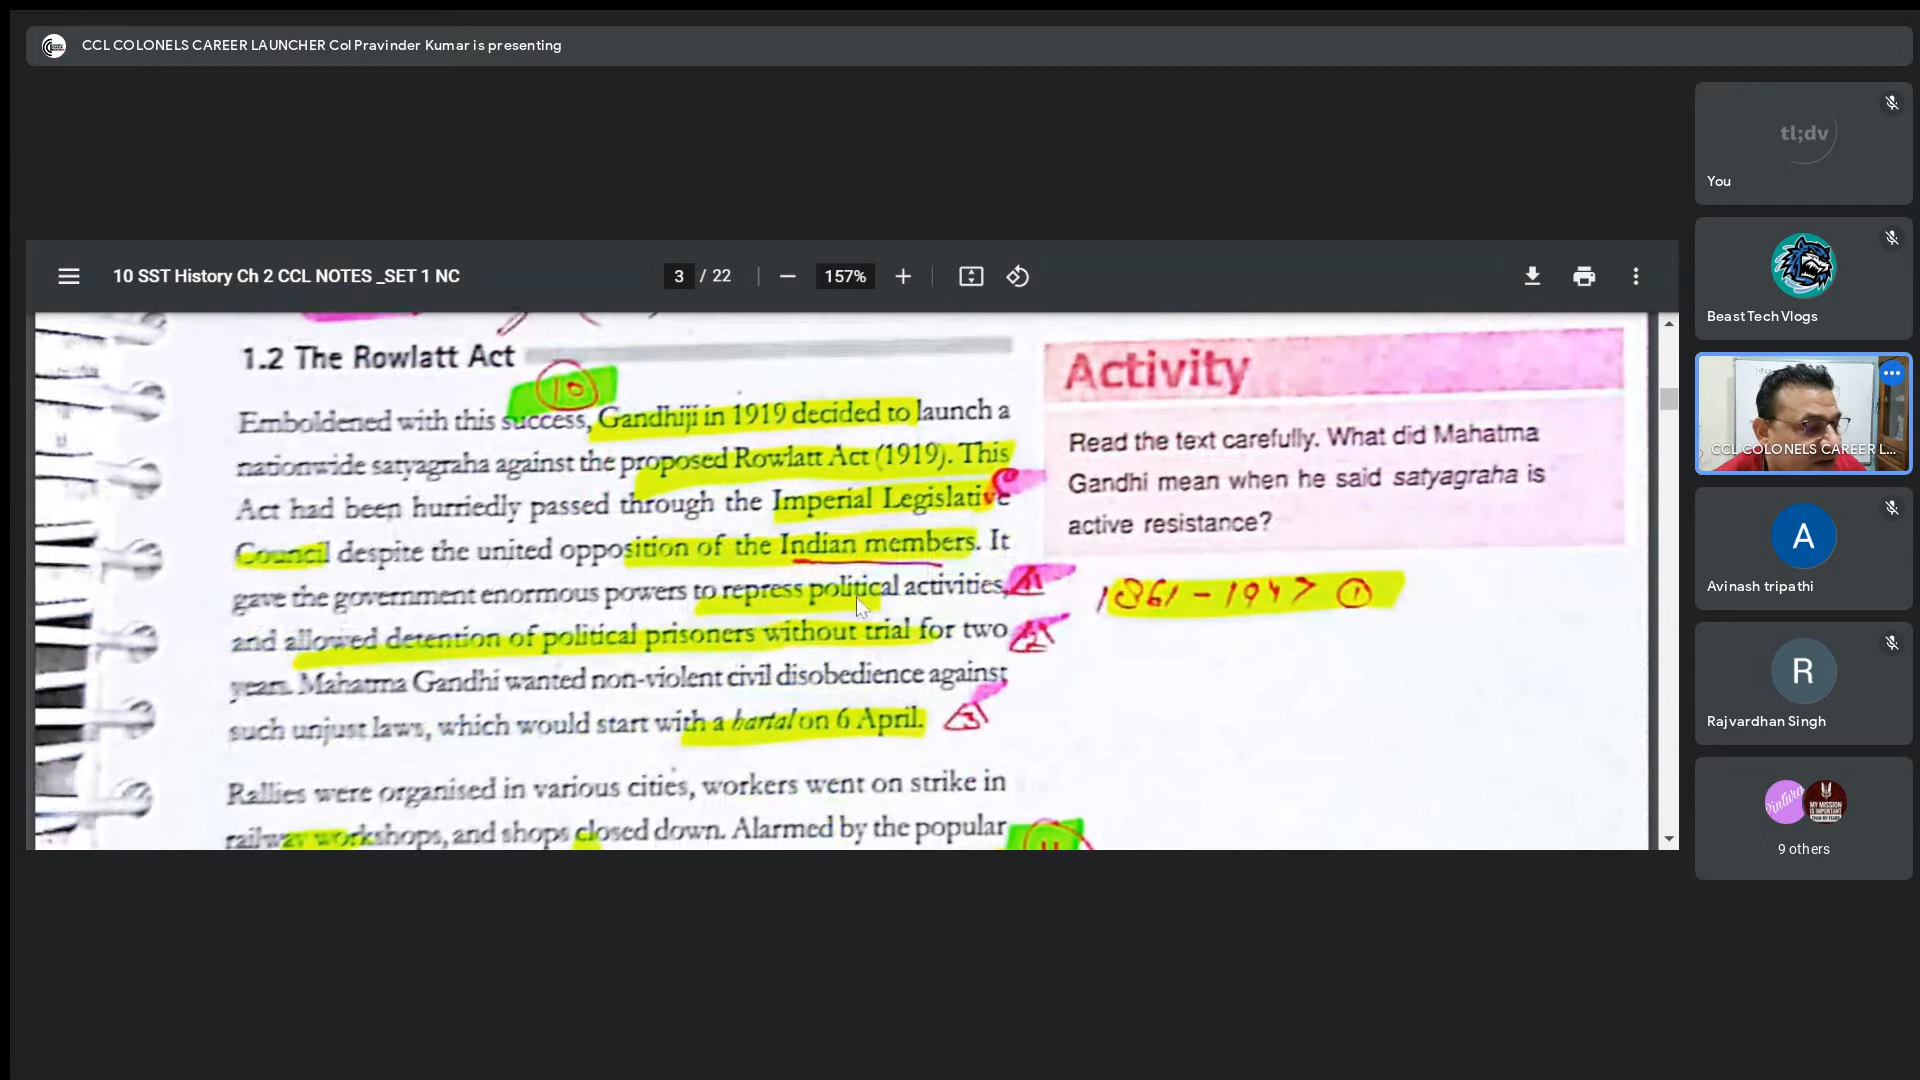 CCL COLONELS CAREER LAUNCHER Col Pravinder Kumar is presenting
10 SST History Ch 2 CCL NOTES _SET 1 NC
3 / 22
157%
1.2 The Rowlatt Act
10
Emboldened with this success, Gandhiji in 1919 decided to launch a
nationwide satyagraha against the proposed Rowlatt Act (1919). This
Act had been hurriedly passed through the Imperial Legislative
Council despite the united opposition of the Indian members. It
gave the government enormous powers to repress political activities,
1
and allowed detention of political prisoners without trial for two
2
years. Mahatma Gandhi wanted non-violent civil disobedience against
such unjust laws, which would start with a hartal on 6 April.
3
Rallies were organised in various cities, workers went on strike in
railway workshops, and shops closed down. Alarmed by the popular
11
Activity
Read the text carefully. What did Mahatma
Gandhi mean when he said satyagraha is
active resistance?
1861 - 1947 1
tl;dv
You
Beast Tech Vlogs
CCL COLONELS CAREER L...
A
Avinash tripathi
R
Rajvardhan Singh
MY MISSION
9 others